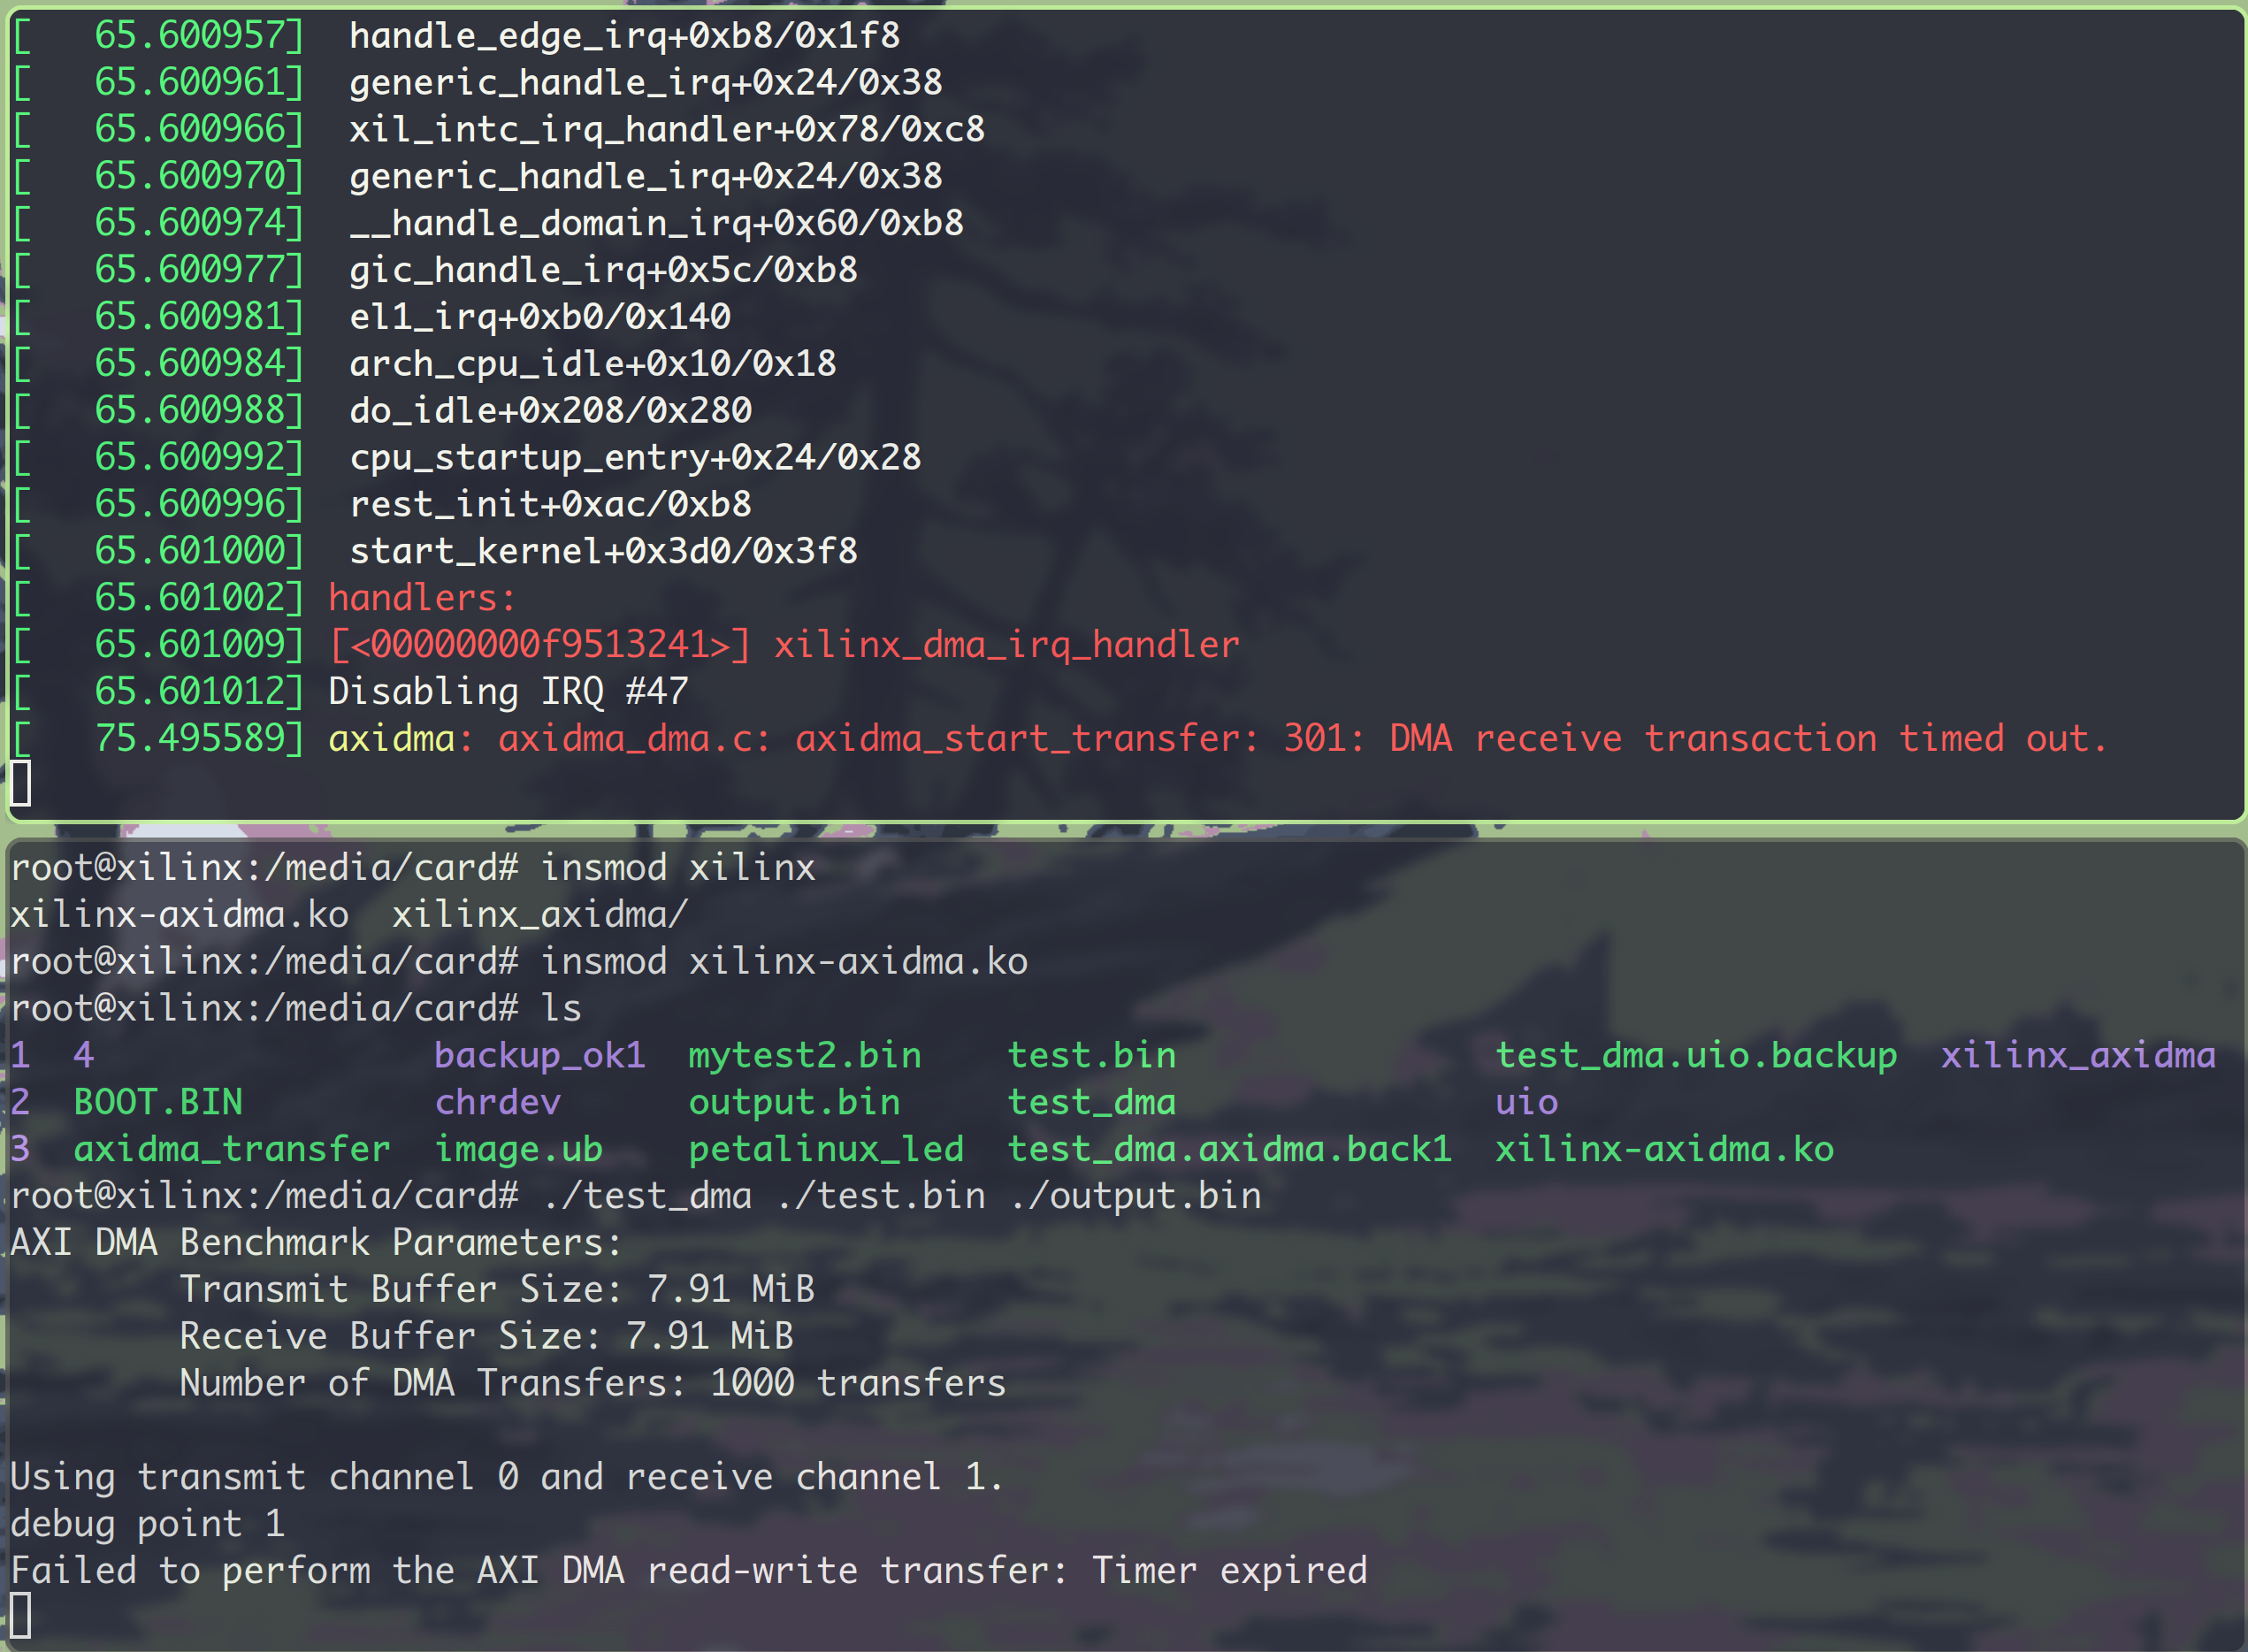 [   65.600957]  handle_edge_irq+0xb8/0x1f8
[   65.600961]  generic_handle_irq+0x24/0x38
[   65.600966]  xil_intc_irq_handler+0x78/0xc8
[   65.600970]  generic_handle_irq+0x24/0x38
[   65.600974]  __handle_domain_irq+0x60/0xb8
[   65.600977]  gic_handle_irq+0x5c/0xb8
[   65.600981]  el1_irq+0xb0/0x140
[   65.600984]  arch_cpu_idle+0x10/0x18
[   65.600988]  do_idle+0x208/0x280
[   65.600992]  cpu_startup_entry+0x24/0x28
[   65.600996]  rest_init+0xac/0xb8
[   65.601000]  start_kernel+0x3d0/0x3f8
[   65.601002] handlers:
[   65.601009] [<00000000f9513241>] xilinx_dma_irq_handler
[   65.601012] Disabling IRQ #47
[   75.495589] axidma: axidma_dma.c: axidma_start_transfer: 301: DMA receive transaction timed out.
root@xilinx:/media/card# insmod xilinx
xilinx-axidma.ko  xilinx_axidma/
root@xilinx:/media/card# insmod xilinx-axidma.ko
root@xilinx:/media/card# ls
1  4                backup_ok1  mytest2.bin    test.bin               test_dma.uio.backup  xilinx_axidma
2  BOOT.BIN         chrdev      output.bin     test_dma               uio
3  axidma_transfer  image.ub    petalinux_led  test_dma.axidma.back1  xilinx-axidma.ko
root@xilinx:/media/card# ./test_dma ./test.bin ./output.bin
AXI DMA Benchmark Parameters:
        Transmit Buffer Size: 7.91 MiB
        Receive Buffer Size: 7.91 MiB
        Number of DMA Transfers: 1000 transfers
Using transmit channel 0 and receive channel 1.
debug point 1
Failed to perform the AXI DMA read-write transfer: Timer expired